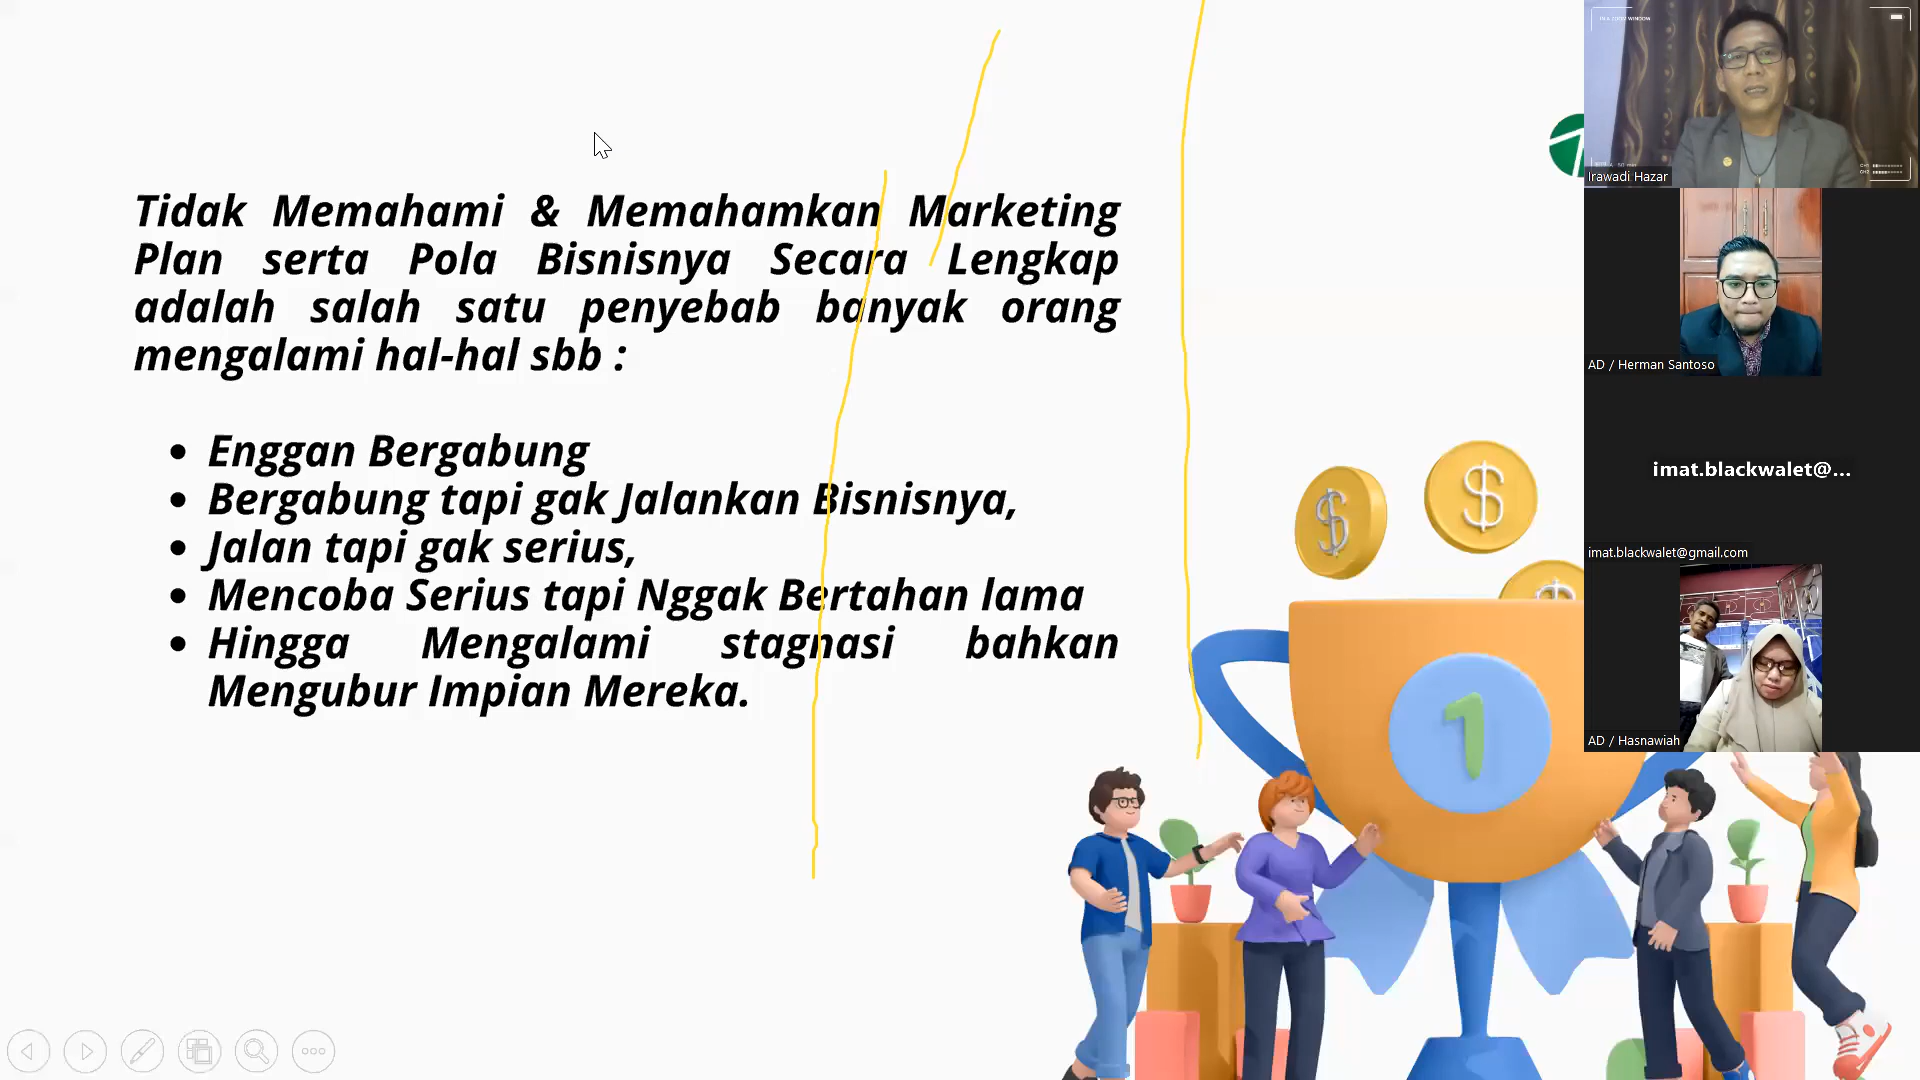 Tidak Memahami & Memahamkan Marketing
Plan serta Pola Bisnisnya Secara Lengkap
adalah salah satu penyebab banyak orang
mengalami hal-hal sbb :
• Enggan Bergabung
• Bergabung tapi gak Jalankan Bisnisnya,
• Jalan tapi gak serius,
• Mencoba Serius tapi Nggak Bertahan lama
• Hingga Mengalami stagnasi bahkan
Mengubur Impian Mereka.
1
Irawadi Hazar
AD / Herman Santoso
imat.blackwalet@...
imat.blackwalet@gmail.com
AD / Hasnawiah